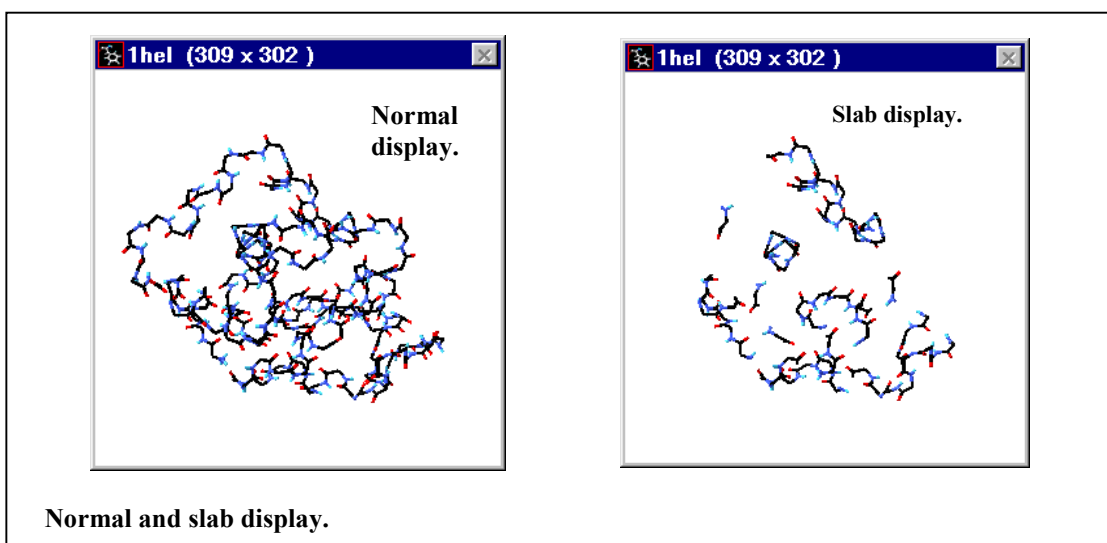 1hel (309 x 302 )
Normal
display.
1hel (309 x 302 )
Slab display.
Normal and slab display.